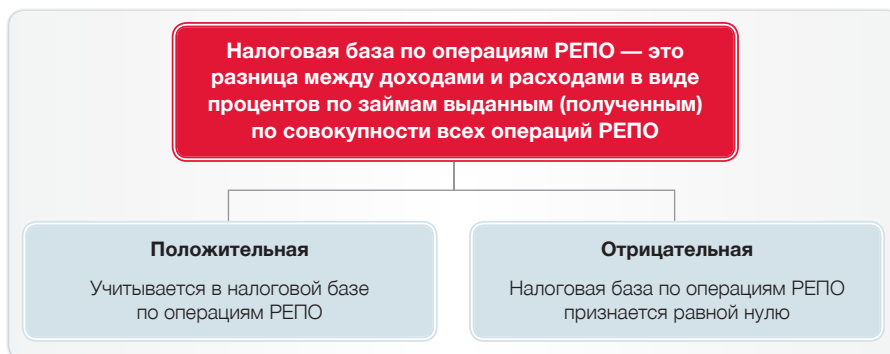 Налоговая база по операциям РЕПО — это
разница между доходами и расходами в виде
процентов по займам выданным (полученным)
по совокупности всех операций РЕПО
Положительная
Учитывается в налоговой базе
по операциям РЕПО
Отрицательная
Налоговая база по операциям РЕПО
признается равной нулю